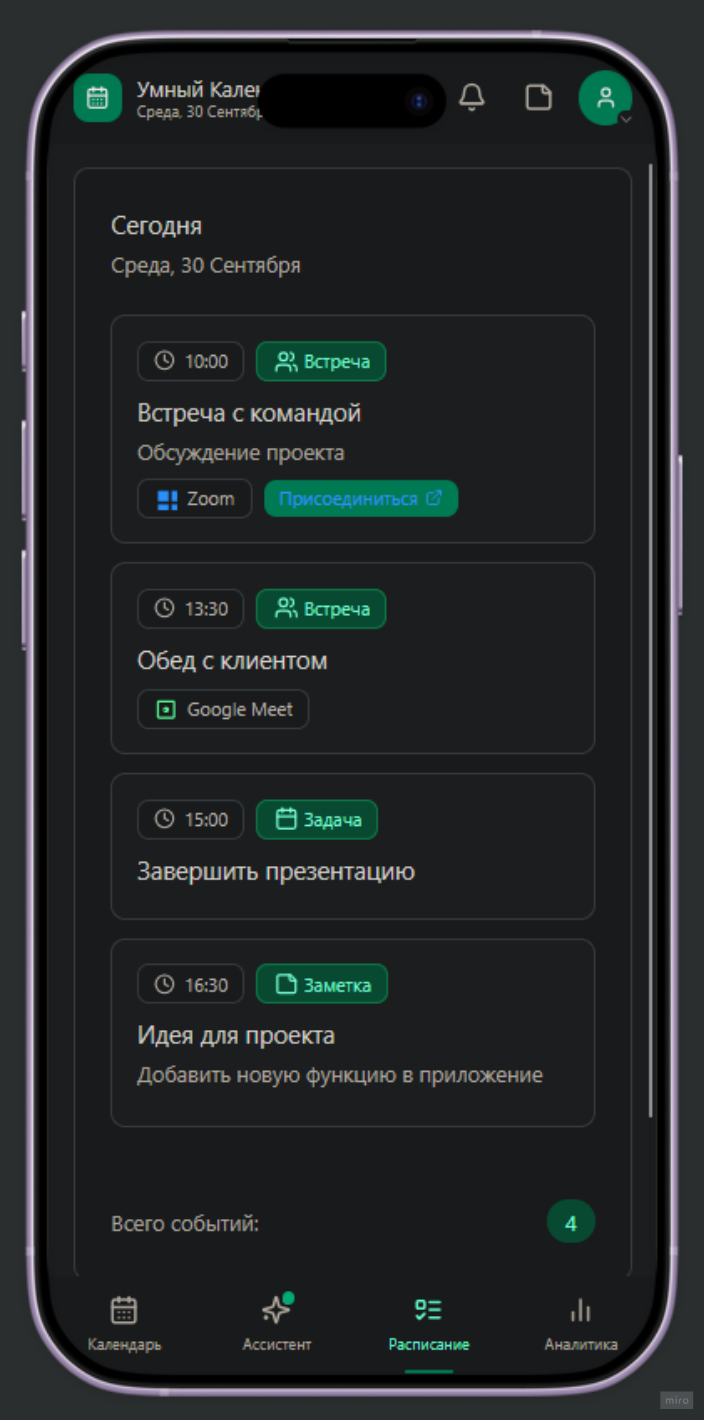 Умный Кален
Среда, 30 Сентябр
Сегодня
Среда, 30 Сентября
10:00 Встреча
Встреча с командой
Обсуждение проекта
Zoom Присоединиться
13:30 Встреча
Обед с клиентом
Google Meet
15:00 Задача
Завершить презентацию
16:30 Заметка
Идея для проекта
Добавить новую функцию в приложение
Всего событий: 4
Календарь Ассистент Расписание Аналитика
miro